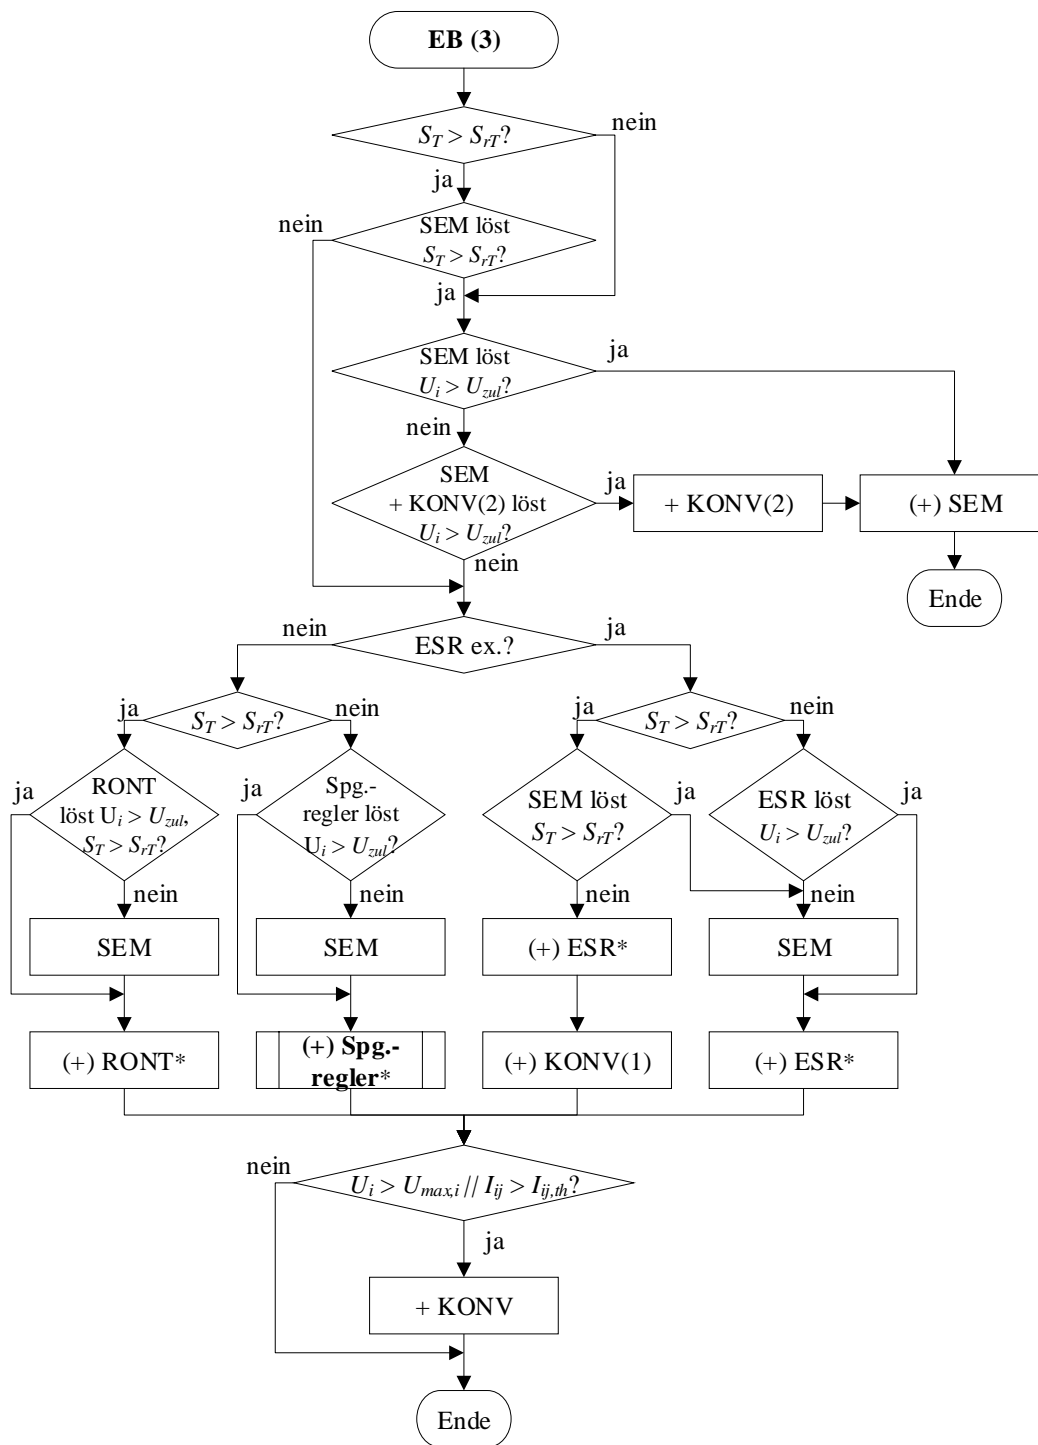 EB (3)
S_T > S_rT?
nein
ja
nein
SEM löst
S_T > S_rT?
ja
SEM löst
U_i > U_zul?
ja
nein
SEM
+ KONV(2) löst
U_i > U_zul?
ja
+ KONV(2)
(+) SEM
nein
Ende
nein
ESR ex.?
ja
ja
S_T > S_rT?
nein
ja
S_T > S_rT?
nein
ja
RONT
löst U_i > U_zul,
S_T > S_rT?
ja
Spg.-
regler löst
U_i > U_zul?
SEM löst
S_T > S_rT?
ja
ESR löst
U_i > U_zul?
ja
nein
nein
nein
nein
SEM
SEM
(+) ESR*
SEM
(+) RONT*
(+) Spg.-
regler*
(+) KONV(1)
(+) ESR*
nein
U_i > U_max,i // I_ij > I_ij,th?
ja
+ KONV
Ende